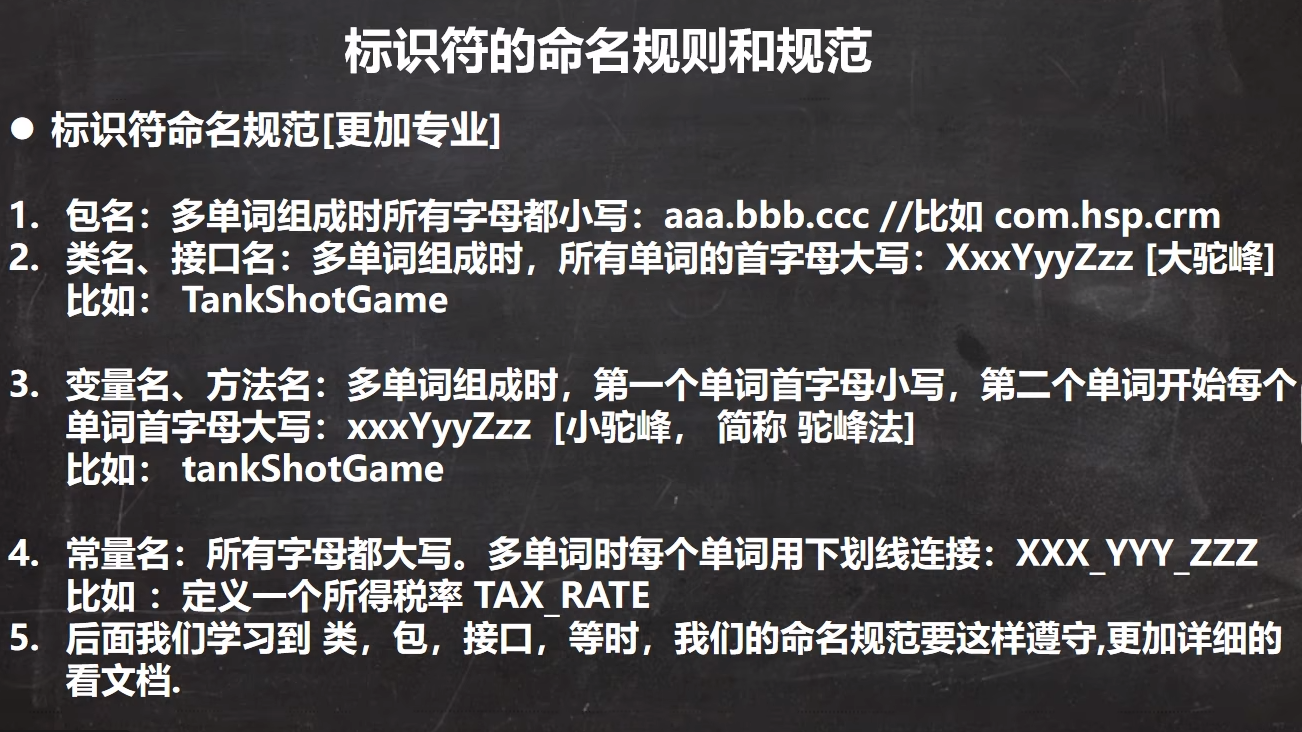 标识符的命名规则和规范
● 标识符命名规范[更加专业]
1. 包名：多单词组成时所有字母都小写：aaa.bbb.ccc //比如 com.hsp.crm
2. 类名、接口名：多单词组成时，所有单词的首字母大写：XxxYyyZzz [大驼峰]
比如： TankShotGame
3. 变量名、方法名：多单词组成时，第一个单词首字母小写，第二个单词开始每个
单词首字母大写：xxxYyyZzz [小驼峰， 简称 驼峰法]
比如： tankShotGame
4. 常量名：所有字母都大写。多单词时每个单词用下划线连接：XXX_YYY_ZZZ
比如 ：定义一个所得税率 TAX_RATE
5. 后面我们学习到 类，包，接口，等时，我们的命名规范要这样遵守,更加详细的
看文档.